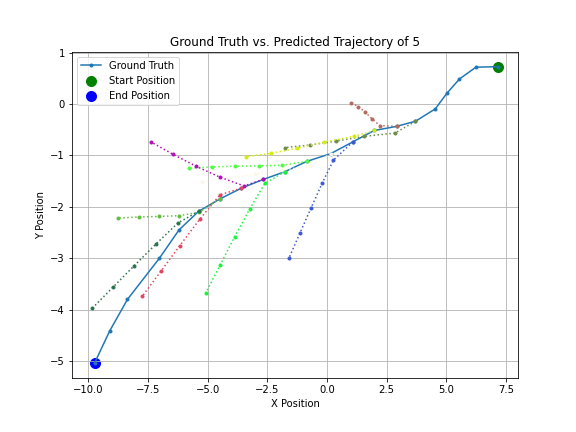 Ground Truth vs. Predicted Trajectory of 5
Ground Truth
Start Position
End Position
Y Position
1
0
−1
−2
−3
−4
−5
−10.0 −7.5 −5.0 −2.5 0.0 2.5 5.0 7.5
X Position